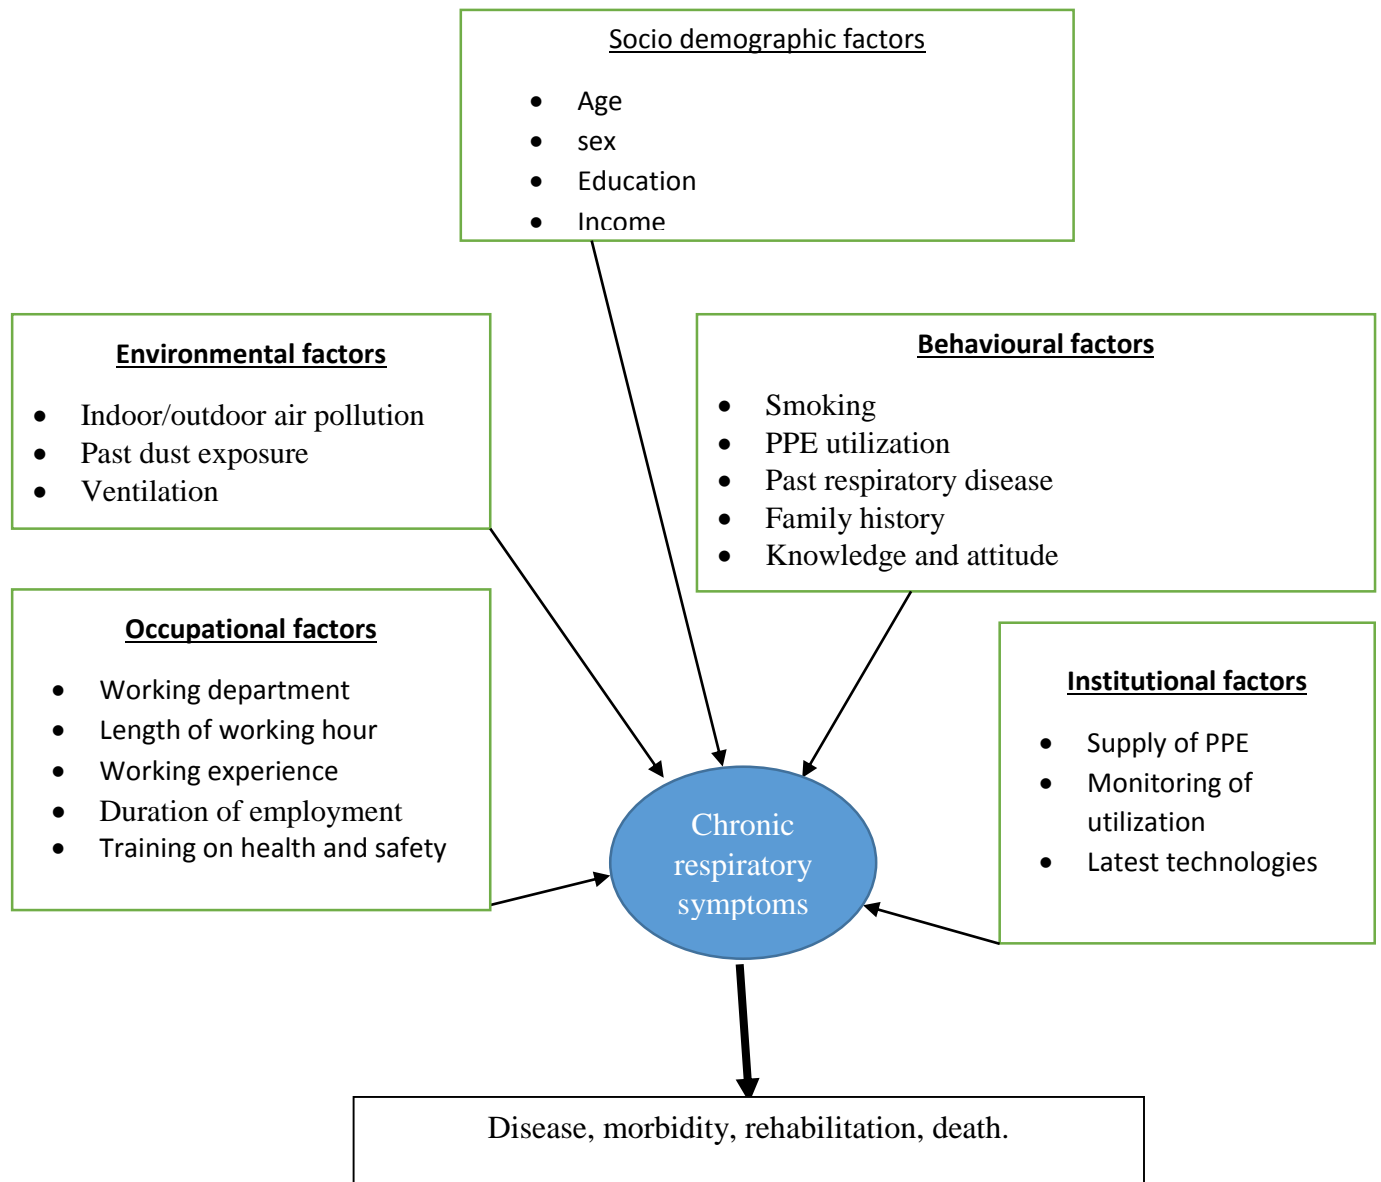 Socio demographic factors
• Age
• sex
• Education
• Income
Environmental factors
• Indoor/outdoor air pollution
• Past dust exposure
• Ventilation
Behavioural factors
• Smoking
• PPE utilization
• Past respiratory disease
• Family history
• Knowledge and attitude
Occupational factors
• Working department
• Length of working hour
• Working experience
• Duration of employment
• Training on health and safety
Institutional factors
• Supply of PPE
• Monitoring of
utilization
• Latest technologies
Chronic
respiratory
symptoms
Disease, morbidity, rehabilitation, death.